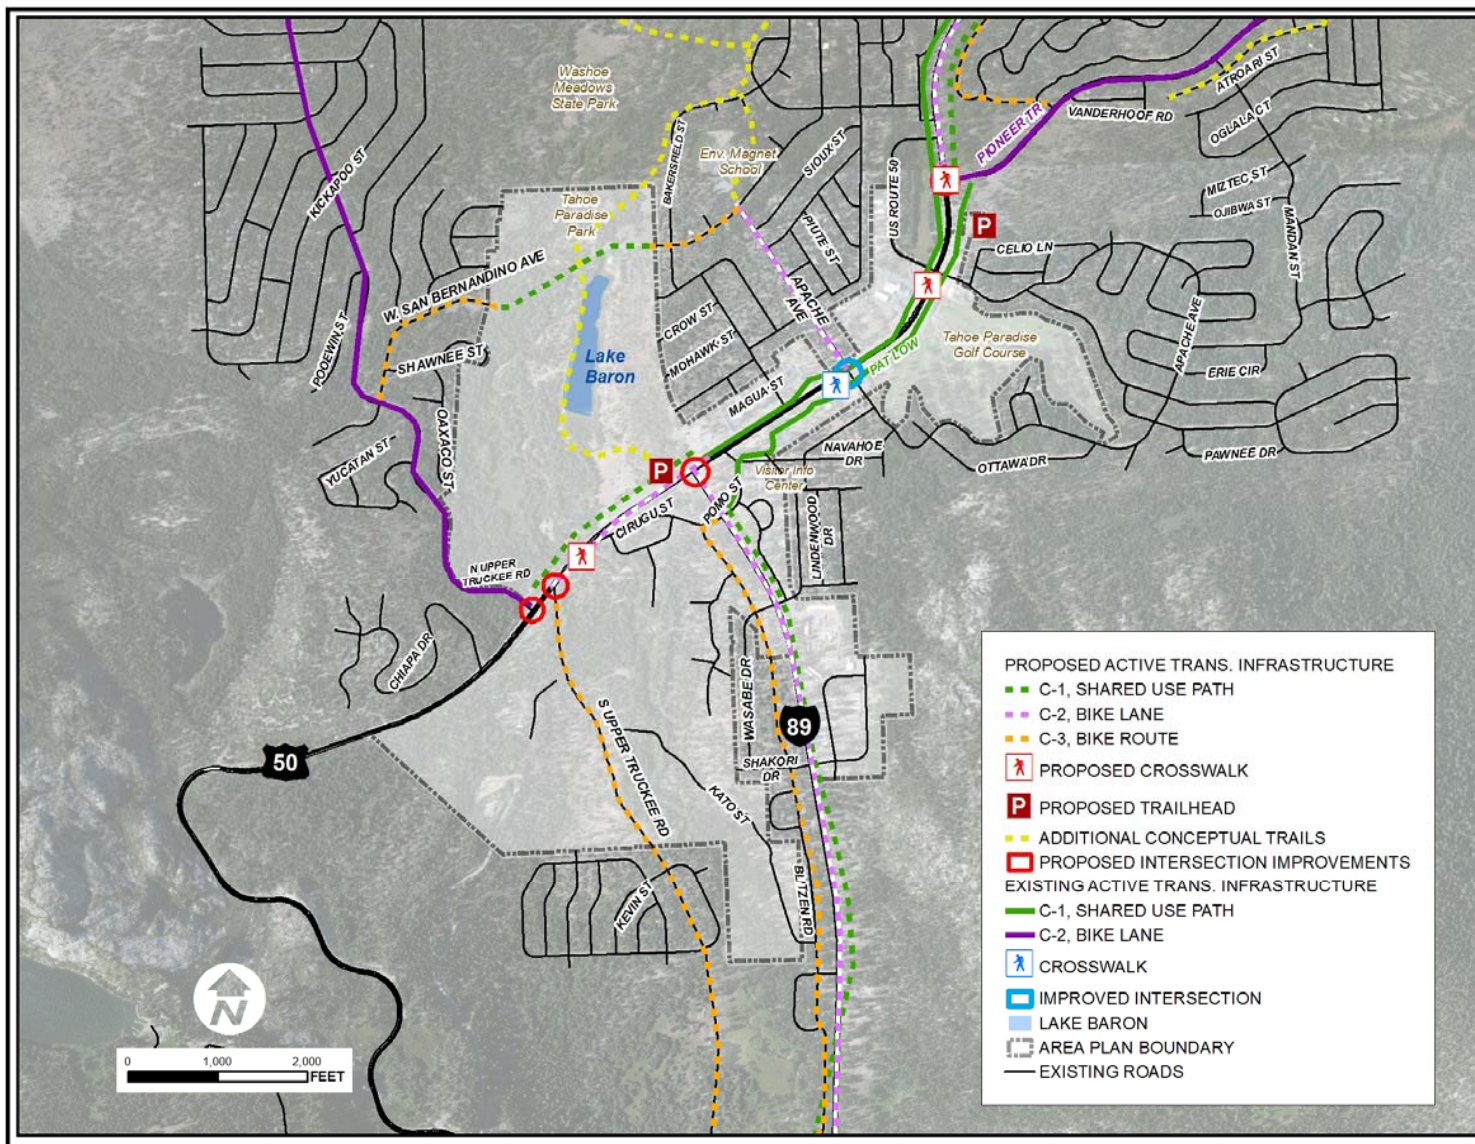 Washoe
Meadows
State Park
ATROARI ST
VANDERHOOF RD
PIONEER TR
OGLALA CT
BAKERSFIELD ST
Env. Magnet
School
SIOUX ST
US ROUTE 50
KICKAPOO ST
MIZTEC ST
OJIBWA ST
MANDAN ST
Tahoe
Paradise
Park
PIUTE ST
P
CELIO LN
W. SAN BERNANDINO AVE
APACHE
AVE
CROW ST
MOHAWK ST
Tahoe Paradise
Golf Course
APACHE AVE
POOEWIN ST
SHAWNEE ST
Lake
Baron
PAT LOW
ERIE CIR
MAGUA ST
OAXACO ST
YUCATAN ST
NAVAHOE
DR
OTTAWA DR
PAWNEE DR
P
Visitor Info
Center
POMO ST
CIRUGU ST
LINDENWOOD
DR
N UPPER
TRUCKEE RD
CHIAPA DR
WASABE DR
S UPPER TRUCKEE RD
89
50
SHAKORI
DR
KATO ST
KEVIN ST
BLITZEN RD
N
0 1,000 2,000
FEET
PROPOSED ACTIVE TRANS. INFRASTRUCTURE
C-1, SHARED USE PATH
C-2, BIKE LANE
C-3, BIKE ROUTE
PROPOSED CROSSWALK
P PROPOSED TRAILHEAD
ADDITIONAL CONCEPTUAL TRAILS
PROPOSED INTERSECTION IMPROVEMENTS
EXISTING ACTIVE TRANS. INFRASTRUCTURE
C-1, SHARED USE PATH
C-2, BIKE LANE
CROSSWALK
IMPROVED INTERSECTION
LAKE BARON
AREA PLAN BOUNDARY
EXISTING ROADS